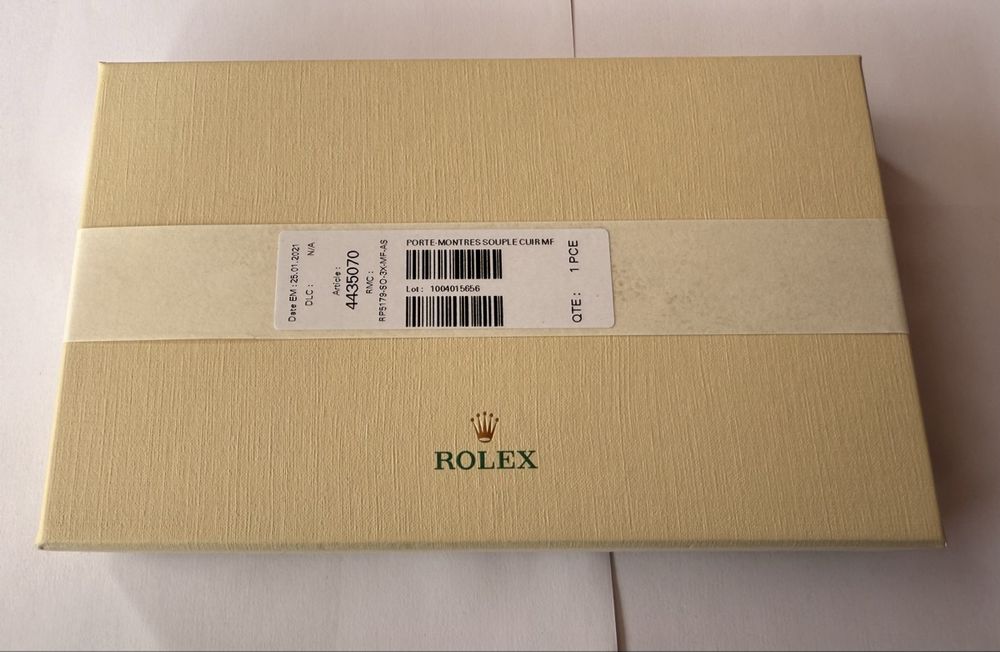 Date EM : 25.01.2021
DLC : N/A
Article :
4435070
RMC :
RP5179-SO-3X-MF-AS
PORTE-MONTRES SOUPLE CUIR MF
Lot : 1004015656
QTE : 1 PCE
ROLEX